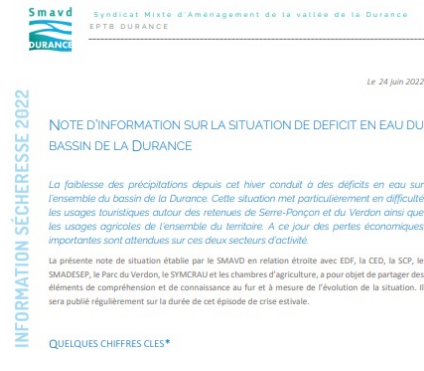 Smavd
DURANCE
Syndicat Mixte d'Aménagement de la vallée de la Durance
EPTB DURANCE
Le 24 juin 2022
INFORMATION SÉCHERESSE 2022
NOTE D'INFORMATION SUR LA SITUATION DE DEFICIT EN EAU DU
BASSIN DE LA DURANCE
La faiblesse des précipitations depuis cet hiver conduit à des déficits en eau sur
l'ensemble du bassin de la Durance. Cette situation met particulièrement en difficulté
les usages touristiques autour des retenues de Serre-Ponçon et du Verdon ainsi que
les usages agricoles de l'ensemble du territoire. A ce jour des pertes économiques
importantes sont attendues sur ces deux secteurs d'activité.
La présente note de situation établie par le SMAVD en relation étroite avec EDF, la CED, la SCP, le
SMADESEP, le Parc du Verdon, le SYMCRAU et les chambres d'agriculture, a pour objet de partager des
éléments de compréhension et de connaissance au fur et à mesure de l'évolution de la situation. Il
sera publié régulièrement sur la durée de cet épisode de crise estivale.
QUELQUES CHIFFRES CLES*